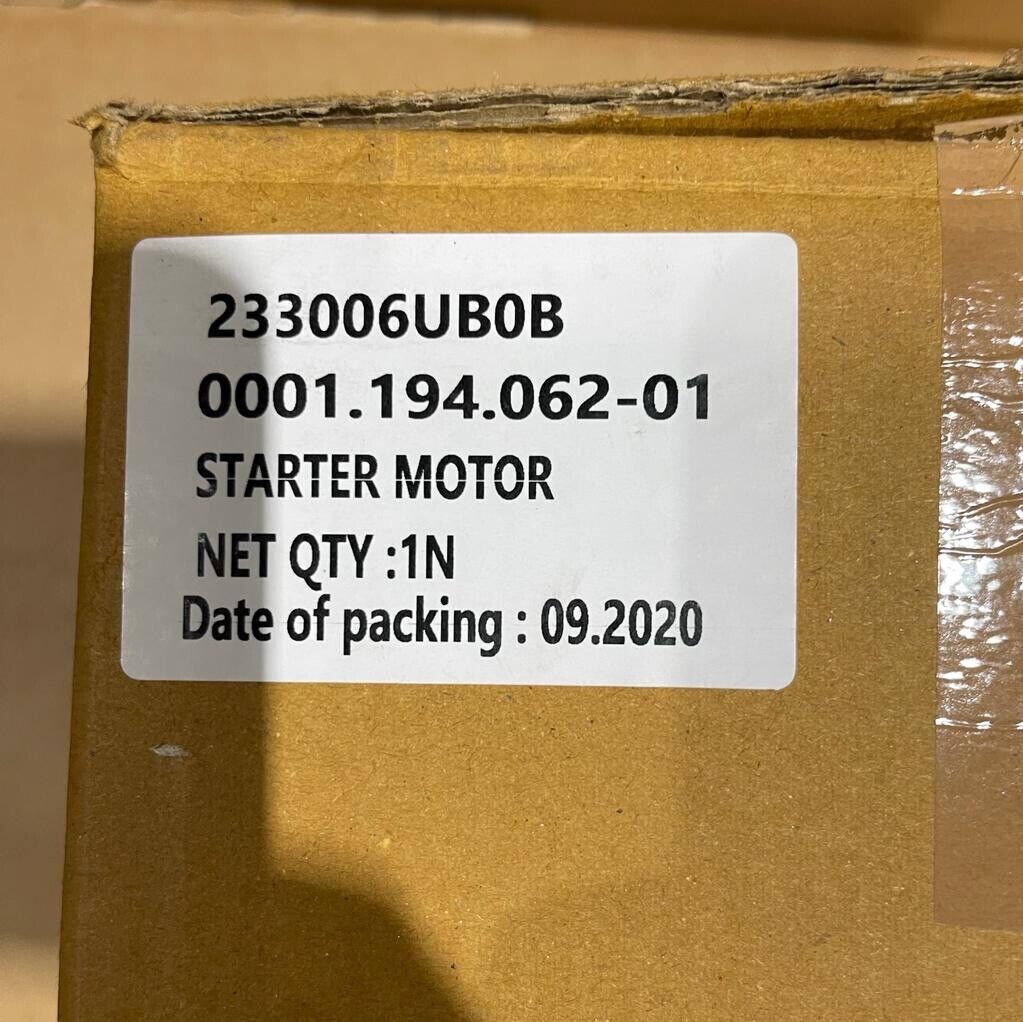 233006UB0B
0001.194.062-01
STARTER MOTOR
NET QTY :1N
Date of packing : 09.2020